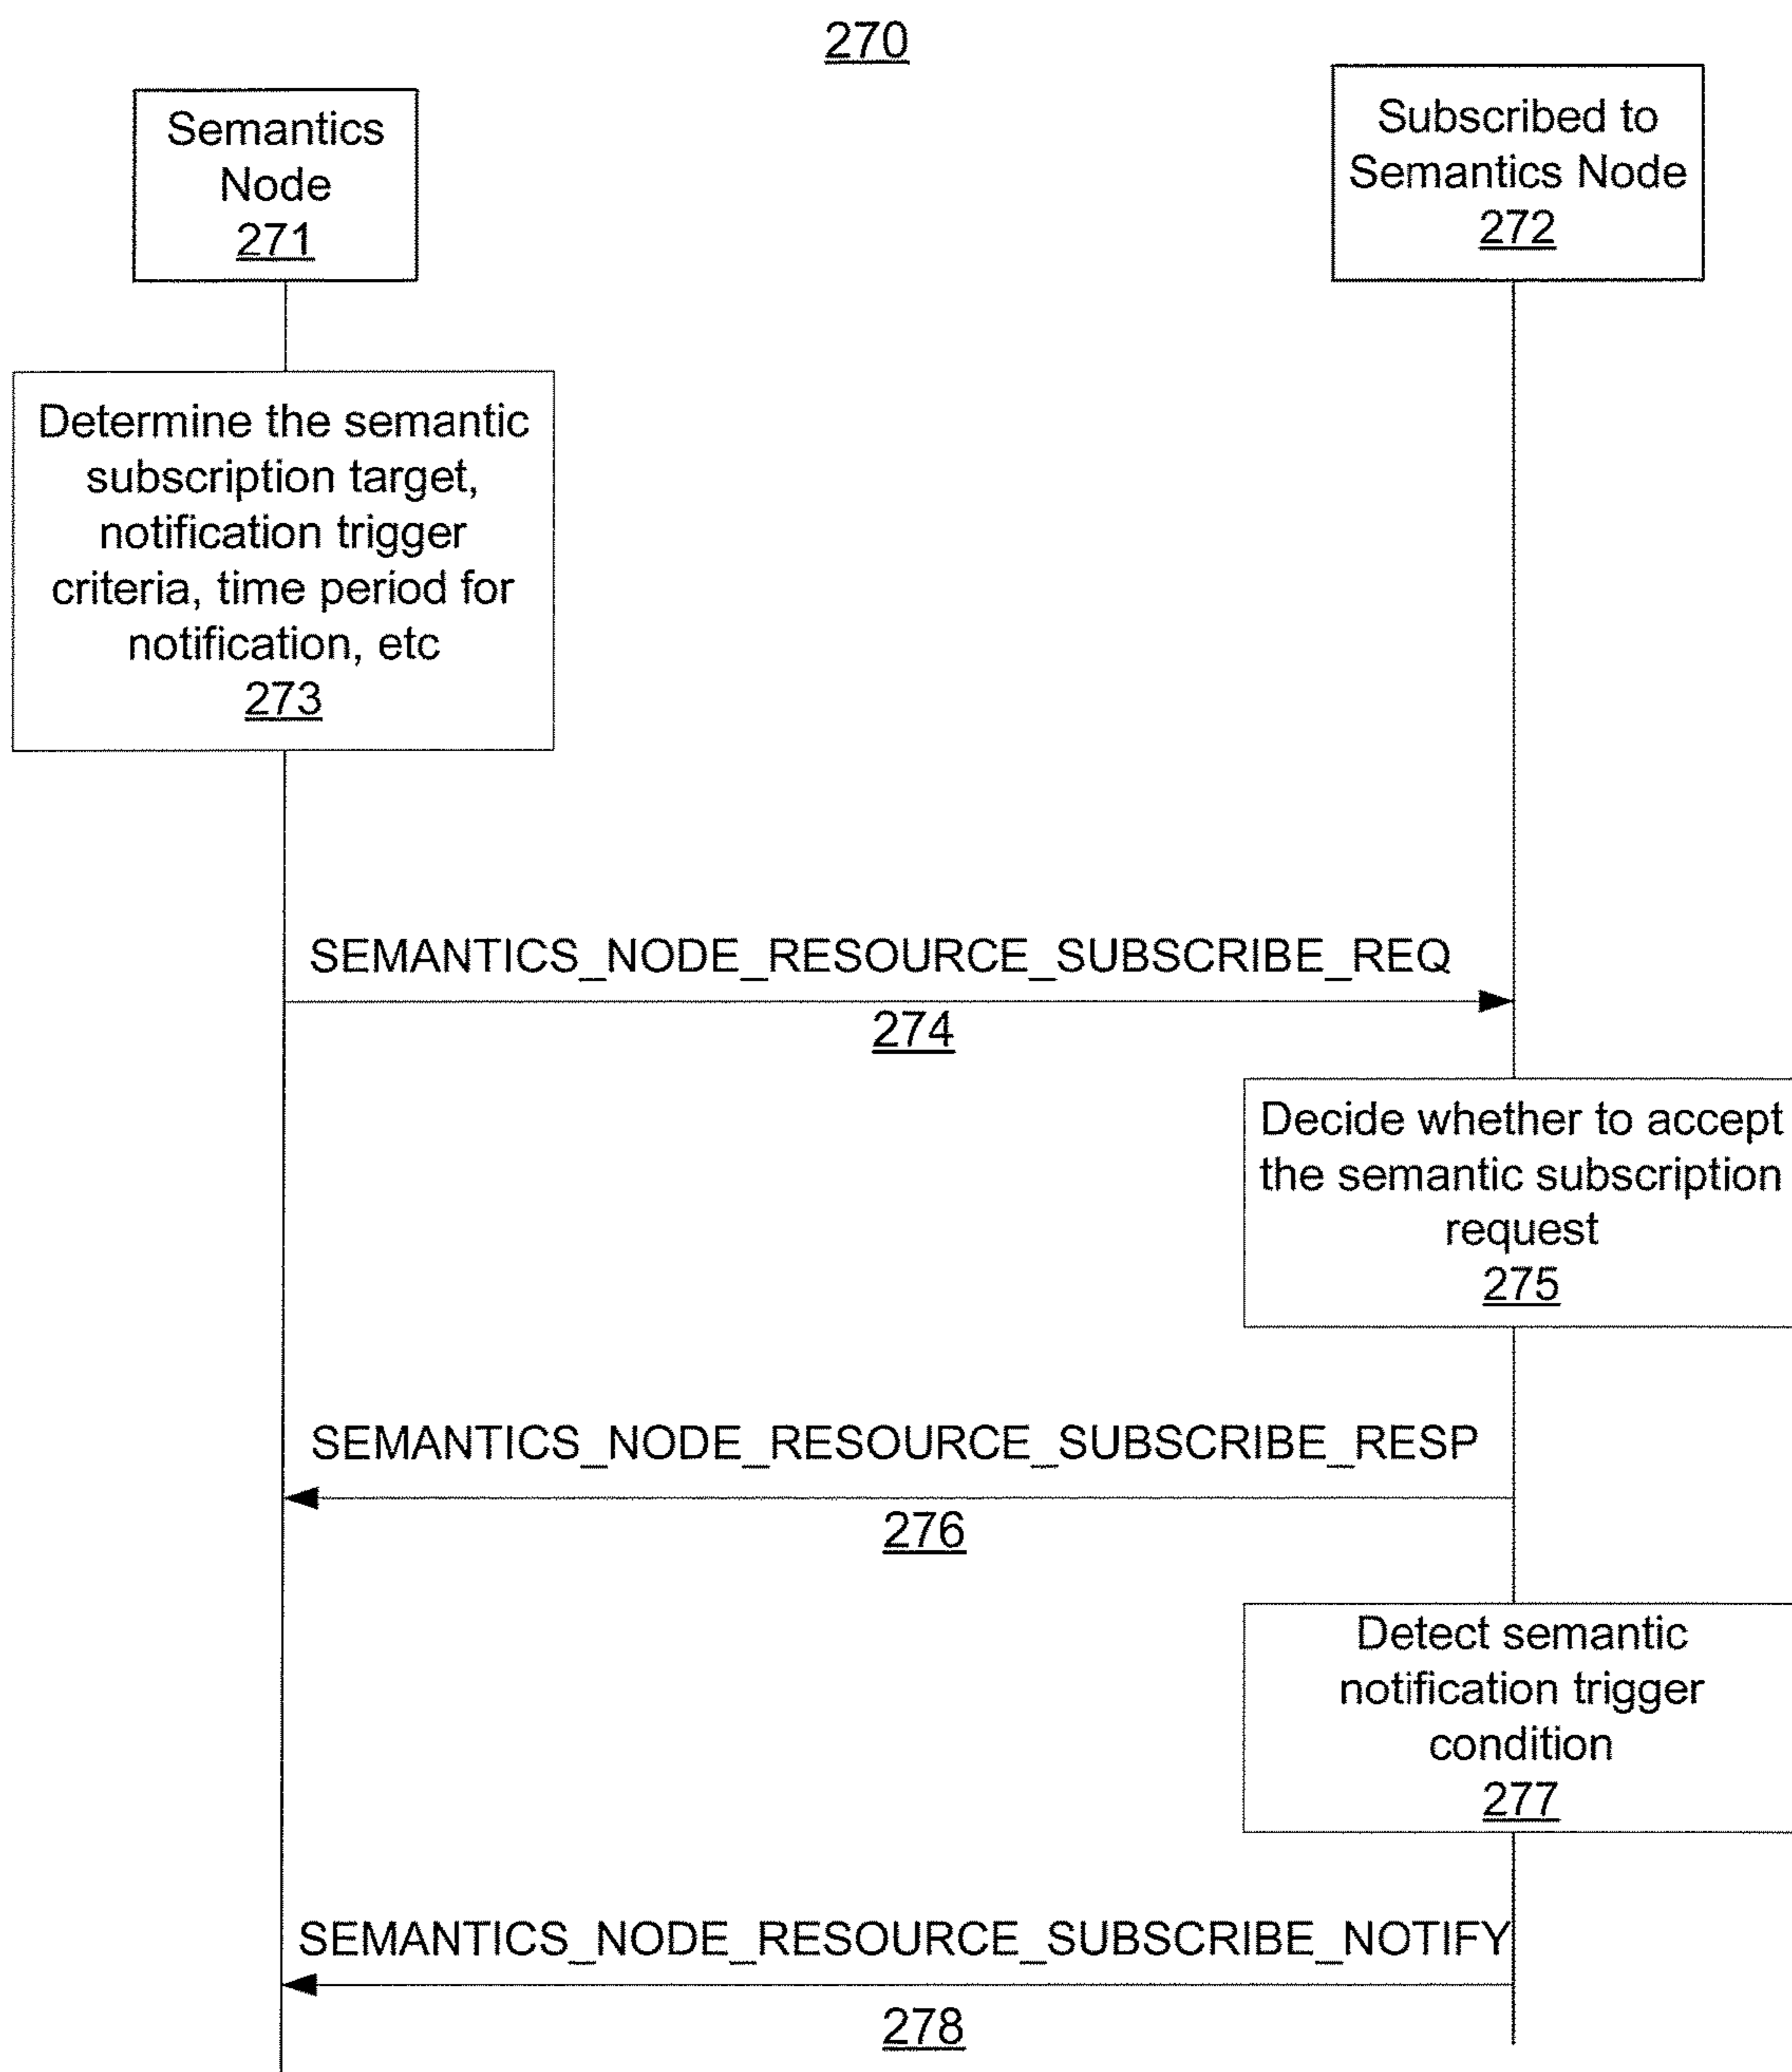 270
Semantics
Node
271
Subscribed to
Semantics Node
272
Determine the semantic
subscription target,
notification trigger
criteria, time period for
notification, etc
273
SEMANTICS_NODE_RESOURCE_SUBSCRIBE_REQ
274
Decide whether to accept
the semantic subscription
request
275
SEMANTICS_NODE_RESOURCE_SUBSCRIBE_RESP
276
Detect semantic
notification trigger
condition
277
SEMANTICS_NODE_RESOURCE_SUBSCRIBE_NOTIFY
278